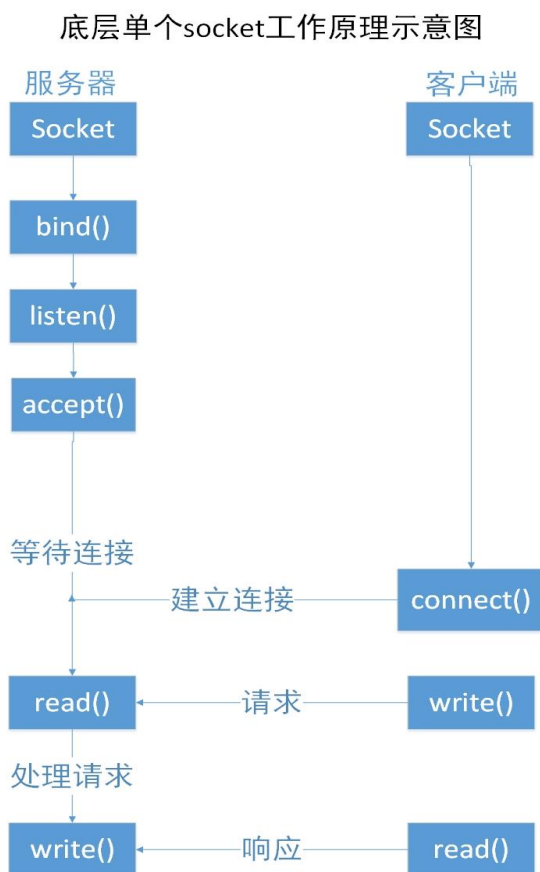 底层单个socket工作原理示意图
服务器 客户端
Socket Socket
bind()
listen()
accept()
等待连接
建立连接 connect()
read() 请求 write()
处理请求
write() 响应 read()